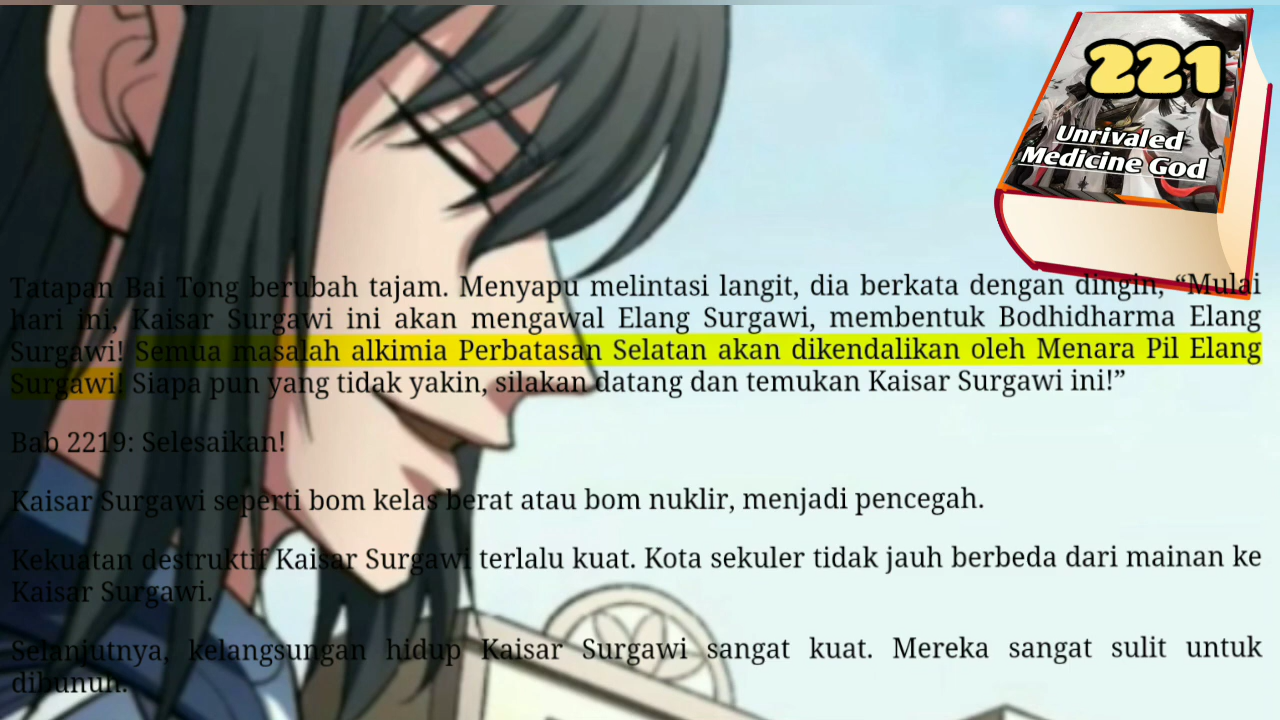 221
Unrivaled
Medicine God
Tatapan Bai Tong berubah tajam. Menyapu melintasi langit, dia berkata dengan dingin, “Mulai
hari ini, Kaisar Surgawi ini akan mengawal Elang Surgawi, membentuk Bodhidharma Elang
Surgawi! Semua masalah alkimia Perbatasan Selatan akan dikendalikan oleh Menara Pil Elang
Surgawi! Siapa pun yang tidak yakin, silakan datang dan temukan Kaisar Surgawi ini!”
Bab 2219: Selesaikan!
Kaisar Surgawi seperti bom kelas berat atau bom nuklir, menjadi pencegah.
Kekuatan destruktif Kaisar Surgawi terlalu kuat. Kota sekuler tidak jauh berbeda dari mainan ke
Kaisar Surgawi.
Selanjutnya, kelangsungan hidup Kaisar Surgawi sangat kuat. Mereka sangat sulit untuk
dibunuh.